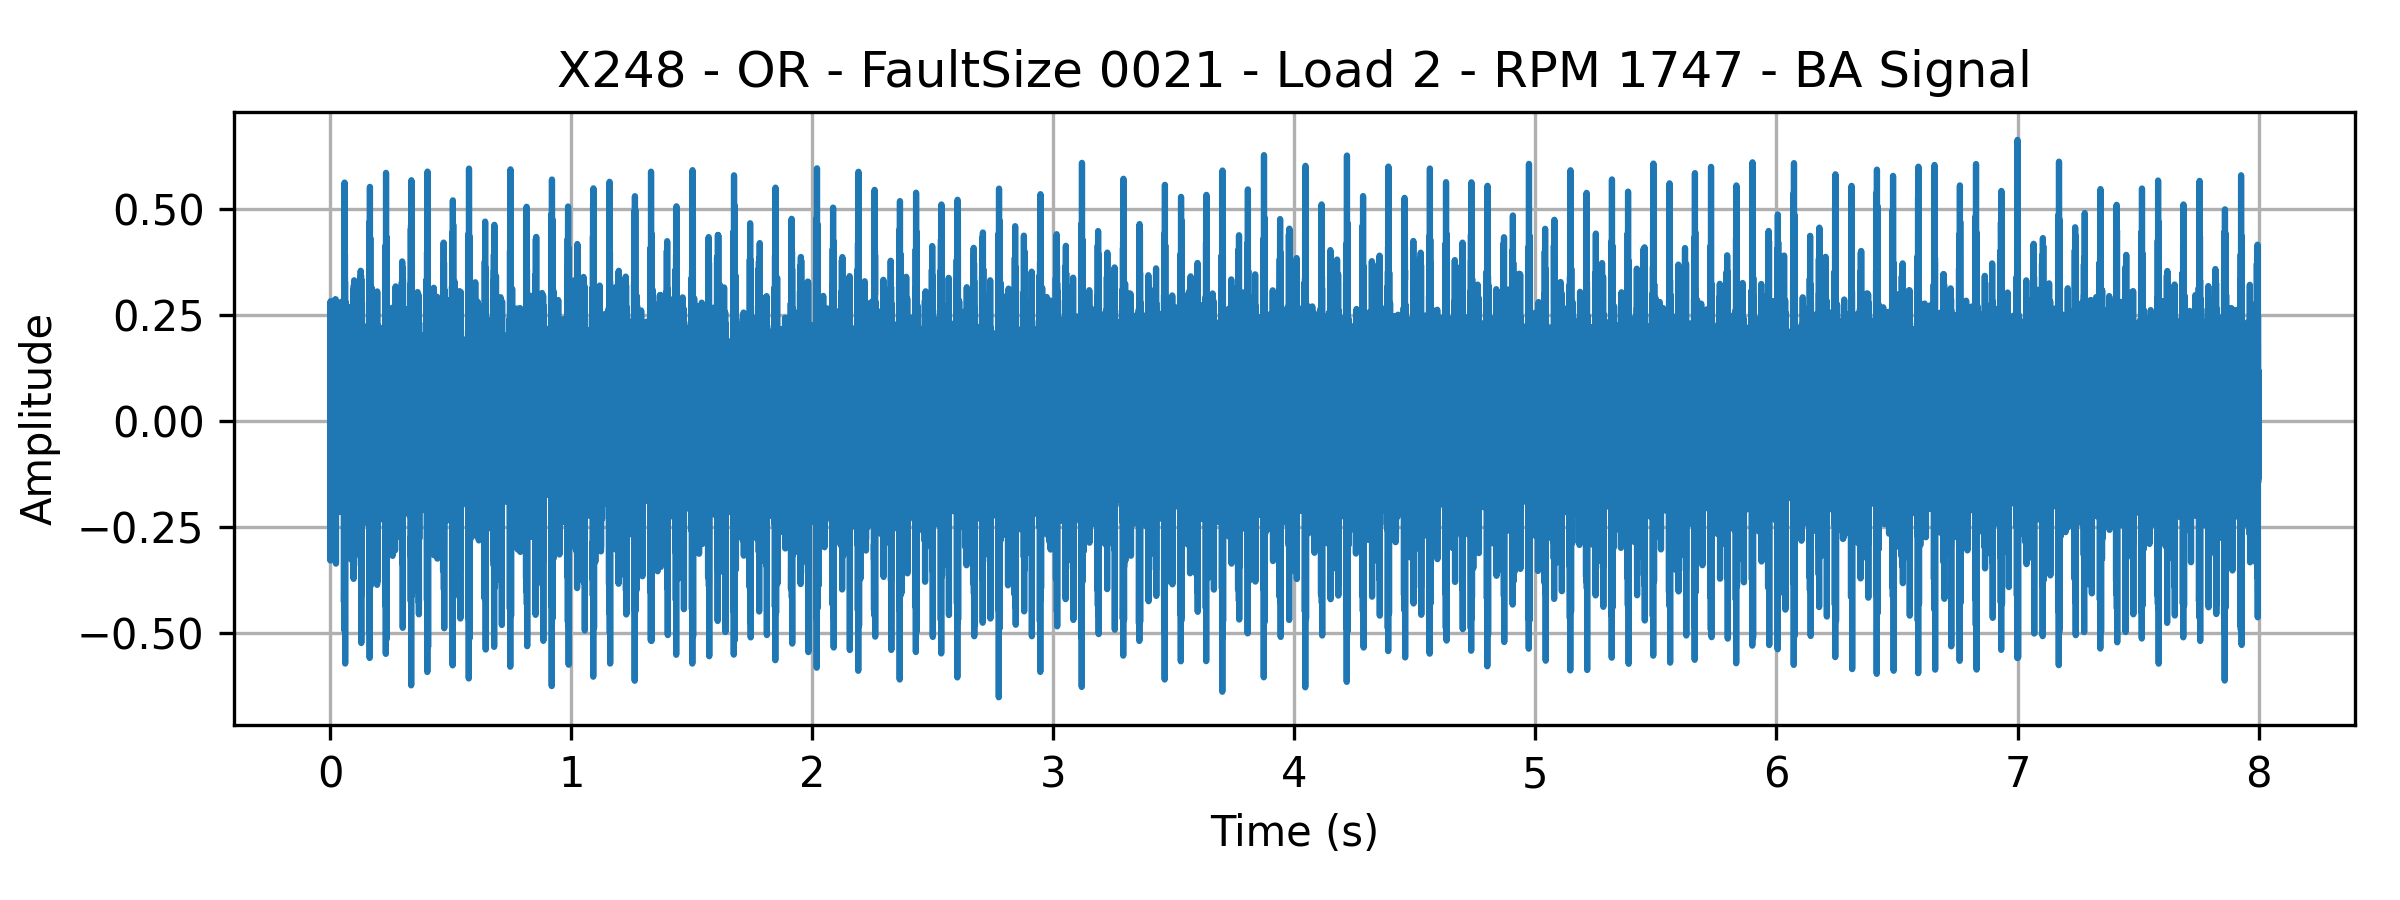 X248 - OR - FaultSize 0021 - Load 2 - RPM 1747 - BA Signal
Amplitude
0.50
0.25
0.00
−0.25
−0.50
0 1 2 3 4 5 6 7 8
Time (s)